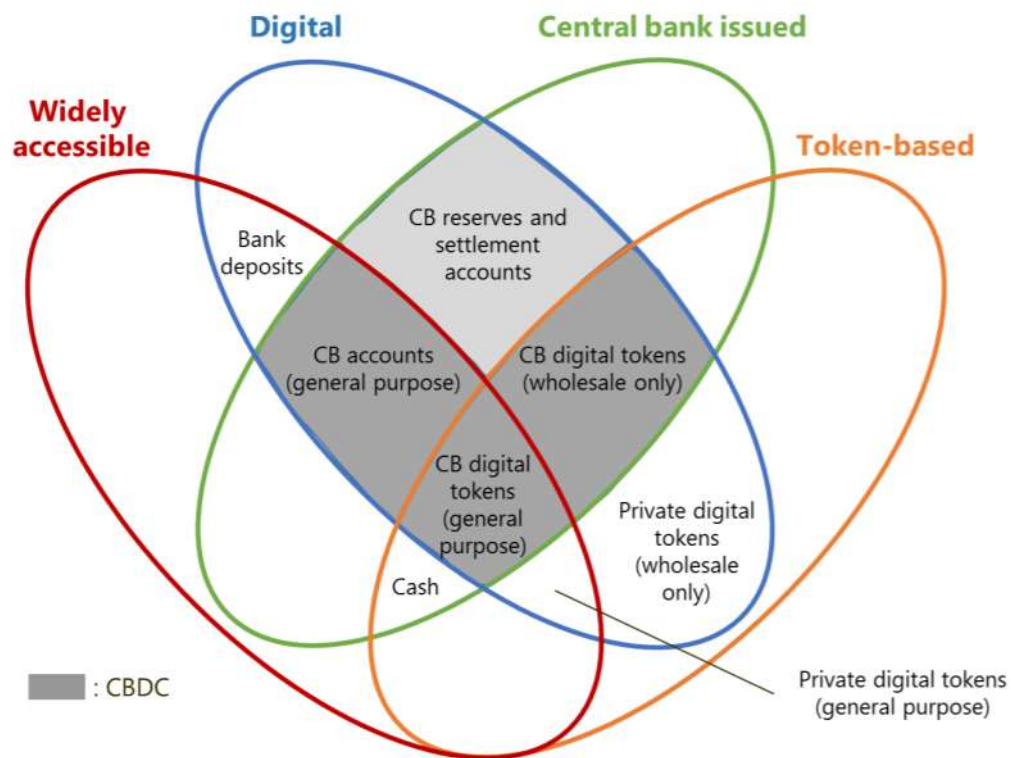 Digital
Central bank issued
Widely
accessible
Token-based
CB reserves and
settlement
accounts
Bank
deposits
CB accounts
(general purpose)
CB digital tokens
(wholesale only)
CB digital
tokens
(general
purpose)
Private digital
tokens
(wholesale
only)
Cash
: CBDC
Private digital tokens
(general purpose)